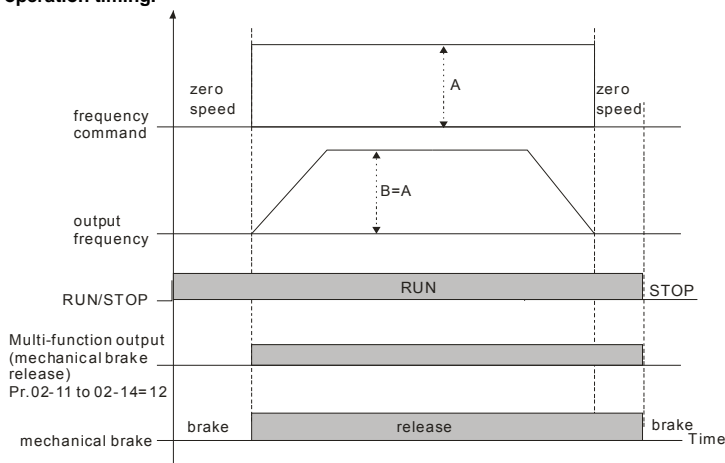 operation timing:
zero
speed
A
zero
speed
frequency
command
B=A
output
frequency
RUN
STOP
RUN/STOP
Multi-function output
(mechanical brake
release)
Pr.02-11 to 02-14=12
brake
release
brake
Time
mechanical brake